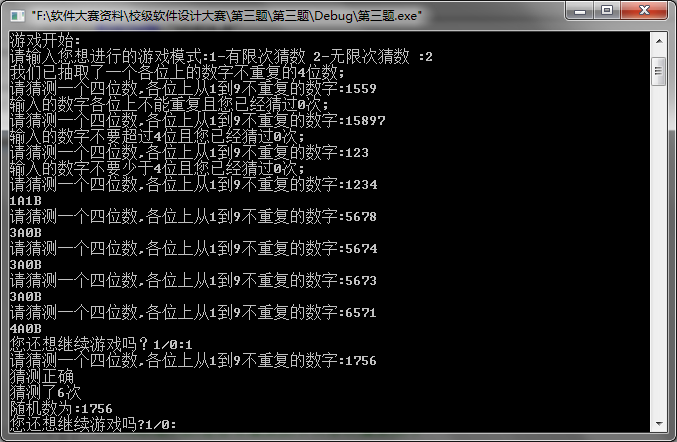 "F:\软件大赛资料\校级软件设计大赛\第三题\第三题\Debug\第三题.exe"
游戏开始:
请输入您想进行的游戏模式:1-有限次猜数 2-无限次猜数 :2
我们已抽取了一个各位上的数字不重复的4位数;
请猜测一个四位数,各位上从1到9不重复的数字:1559
输入的数字各位上不能重复且您已经猜过0次;
请猜测一个四位数,各位上从1到9不重复的数字:15897
输入的数字不要超过4位且您已经猜过0次;
请猜测一个四位数,各位上从1到9不重复的数字:123
输入的数字不要少于4位且您已经猜过0次;
请猜测一个四位数,各位上从1到9不重复的数字:1234
1A1B
请猜测一个四位数,各位上从1到9不重复的数字:5678
3A0B
请猜测一个四位数,各位上从1到9不重复的数字:5674
3A0B
请猜测一个四位数,各位上从1到9不重复的数字:5673
3A0B
请猜测一个四位数,各位上从1到9不重复的数字:6571
4A0B
您还想继续游戏吗？1/0:1
请猜测一个四位数,各位上从1到9不重复的数字:1756
猜测正确
猜测了6次
随机数为:1756
您还想继续游戏吗?1/0: